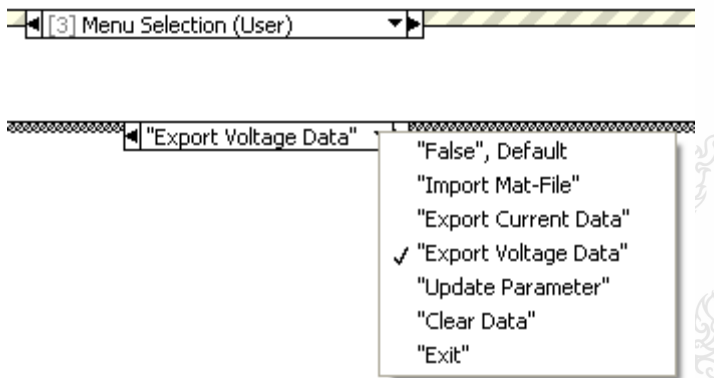 [3] Menu Selection (User)
"Export Voltage Data"
"False", Default
"Import Mat-File"
"Export Current Data"
"Export Voltage Data"
"Update Parameter"
"Clear Data"
"Exit"